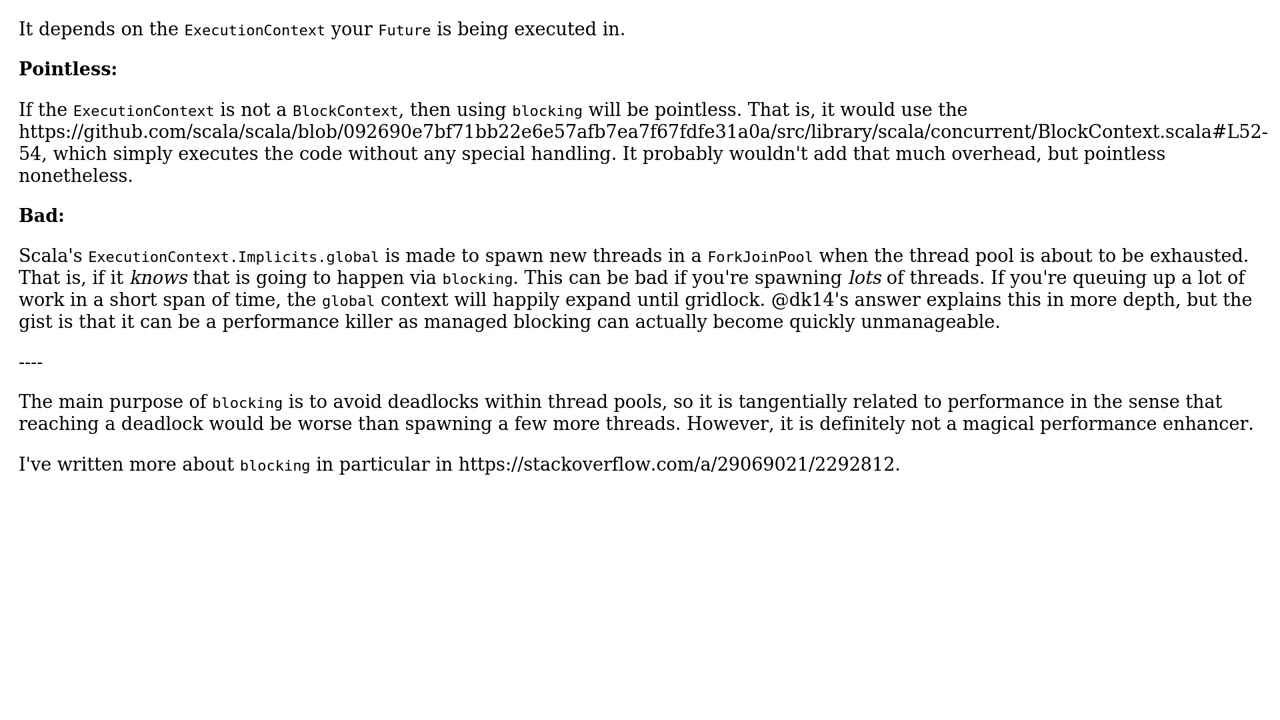 It depends on the ExecutionContext your Future is being executed in.
Pointless:
If the ExecutionContext is not a BlockContext, then using blocking will be pointless. That is, it would use the
https://github.com/scala/scala/blob/092690e7bf71bb22e6e57afb7ea7f67fdfe31a0a/src/library/scala/concurrent/BlockContext.scala#L52-
54, which simply executes the code without any special handling. It probably wouldn't add that much overhead, but pointless
nonetheless.
Bad:
Scala's ExecutionContext.Implicits.global is made to spawn new threads in a ForkJoinPool when the thread pool is about to be exhausted.
That is, if it knows that is going to happen via blocking. This can be bad if you're spawning lots of threads. If you're queuing up a lot of
work in a short span of time, the global context will happily expand until gridlock. @dk14's answer explains this in more depth, but the
gist is that it can be a performance killer as managed blocking can actually become quickly unmanageable.
----
The main purpose of blocking is to avoid deadlocks within thread pools, so it is tangentially related to performance in the sense that
reaching a deadlock would be worse than spawning a few more threads. However, it is definitely not a magical performance enhancer.
I've written more about blocking in particular in https://stackoverflow.com/a/29069021/2292812.